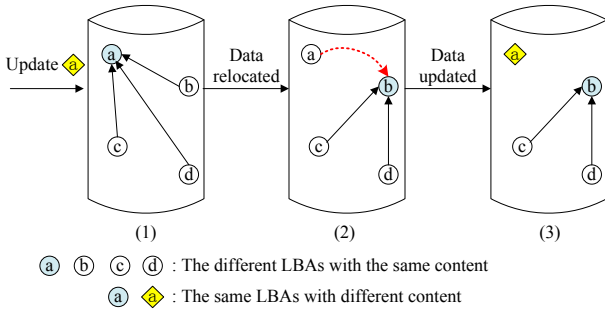 Update a
a
b
c
d
Data
relocated
a
b
c
d
Data
updated
a
b
c
d
(1) (2) (3)
a b c d : The different LBAs with the same content
a a : The same LBAs with different content